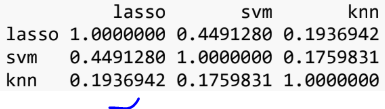 lasso svm knn
lasso 1.0000000 0.4491280 0.1936942
svm 0.4491280 1.0000000 0.1759831
knn 0.1936942 0.1759831 1.0000000